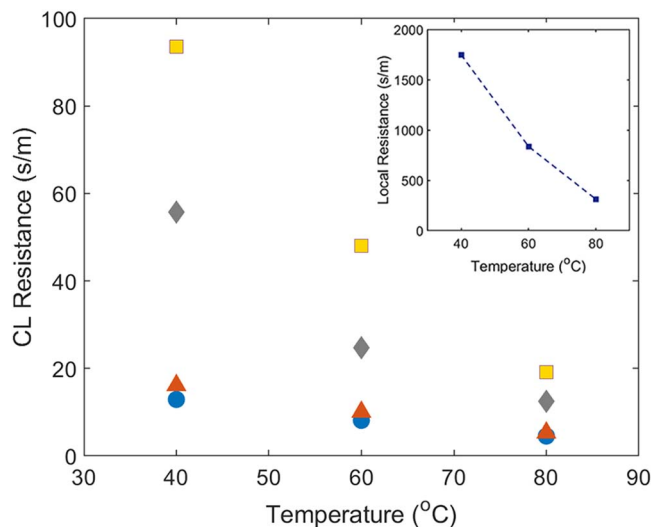 100
80
60
40
20
0
CL Resistance (s/m)
30 40 50 60 70 80 90
Temperature (°C)
2000
1500
1000
500
0
Local Resistance (s/m)
40 60 80
Temperature (°C)